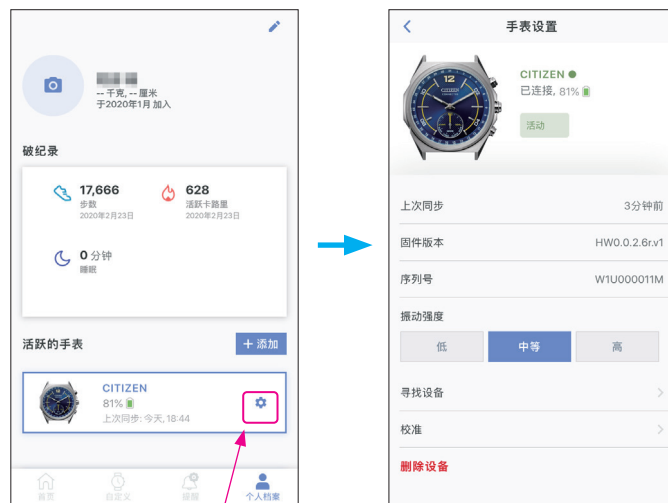 -- 千克, -- 厘米
于2020年1月 加入
破纪录
17,666
步数
2020年2月23日
628
活跃卡路里
2020年2月23日
0 分钟
睡眠
活跃的手表
+ 添加
CITIZEN
81%
上次同步: 今天, 18:44
首页
自定义
提醒
个人档案
手表设置
CITIZEN
已连接, 81%
活动
上次同步
3分钟前
固件版本
HW0.0.2.6r.v1
序列号
W1U000011M
振动强度
低
中等
高
寻找设备
校准
删除设备